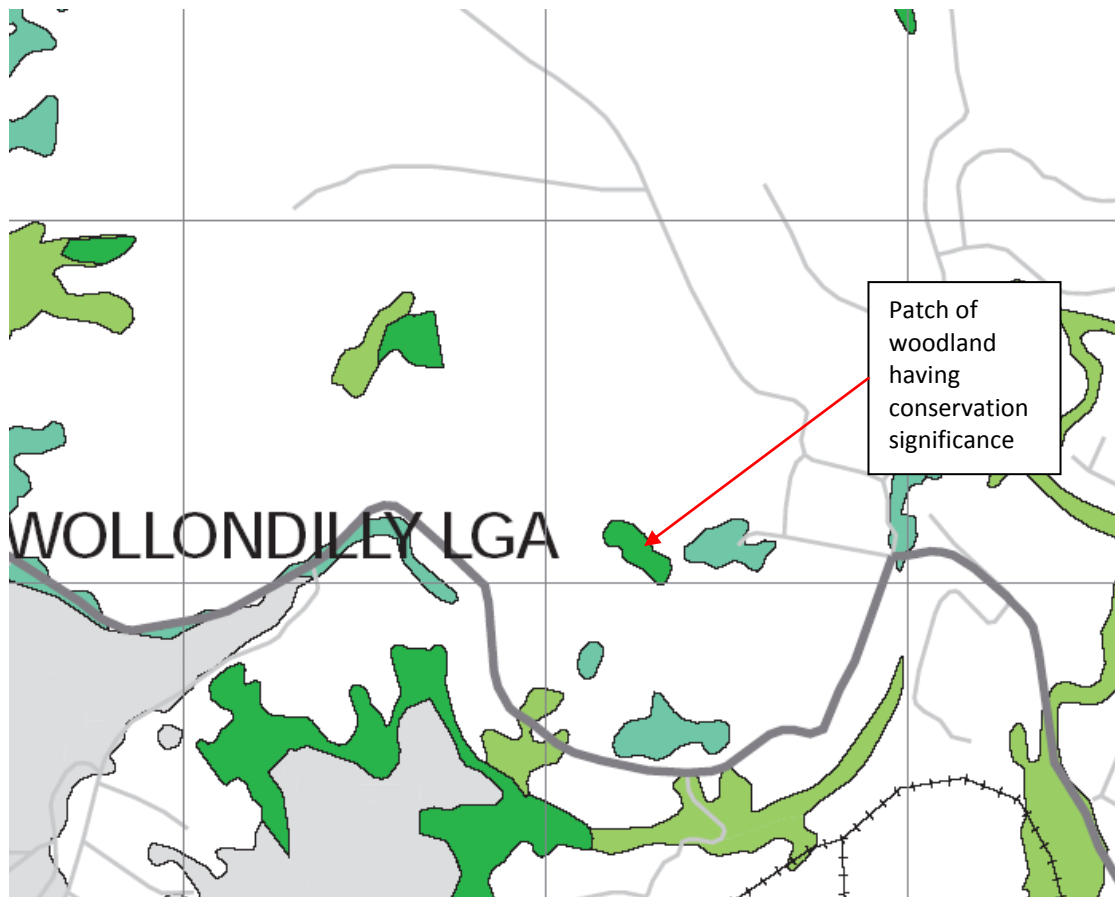 Patch of
woodland
having
conservation
significance
WOLLONDILLY LGA